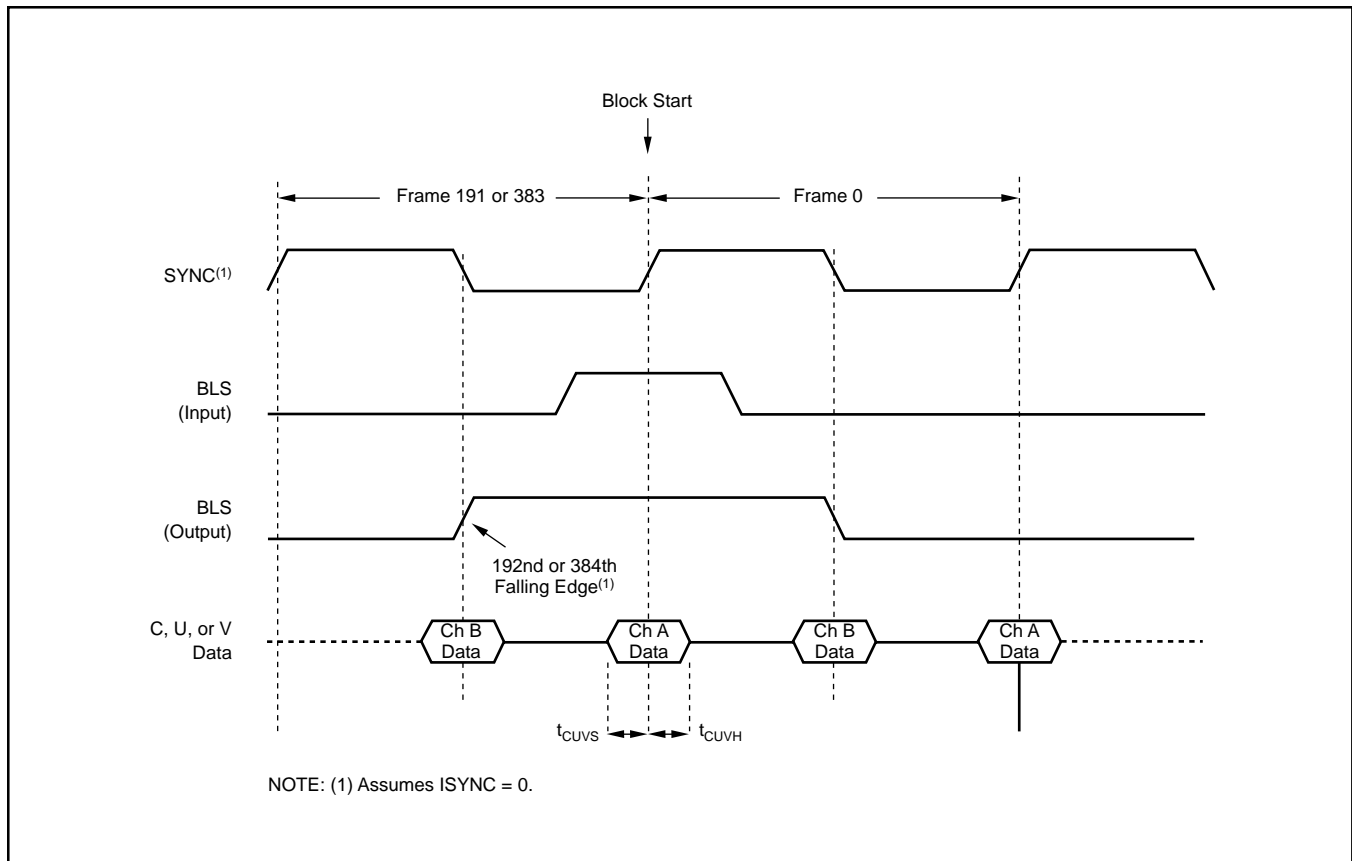 Block Start
Frame 191 or 383
Frame 0
SYNC(1)
BLS
(Input)
BLS
(Output)
192nd or 384th
Falling Edge(1)
C, U, or V
Data
Ch B
Data
Ch A
Data
Ch B
Data
Ch A
Data
tCUVS
tCUVH
NOTE: (1) Assumes ISYNC = 0.